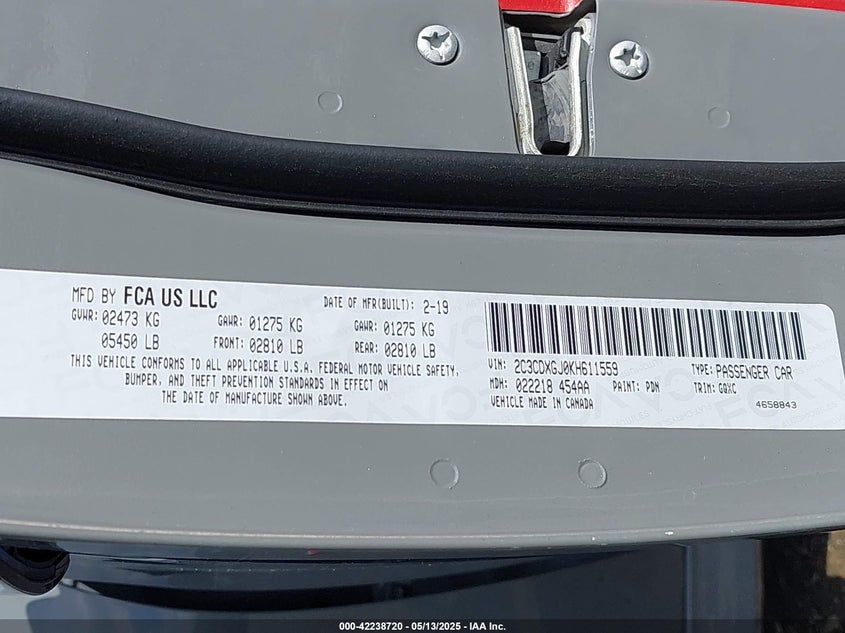 MFD BY FCA US LLC
DATE OF MFR(BUILT): 2-19
GVWR: 02473 KG GAWR: 01275 KG GAWR: 01275 KG
05450 LB FRONT: 02810 LB REAR: 02810 LB
THIS VEHICLE CONFORMS TO ALL APPLICABLE U.S.A. FEDERAL MOTOR VEHICLE SAFETY,
BUMPER, AND THEFT PREVENTION STANDARDS IN EFFECT ON
THE DATE OF MANUFACTURE SHOWN ABOVE.
VIN: 2C3CDXGJ0KH611559 TYPE: PASSENGER CAR
MDH: 022218 454AA PAINT: PDN TRIM: GQXC
VEHICLE MADE IN CANADA 4658843
000-42238720 — 05/13/2025 — IAA Inc.